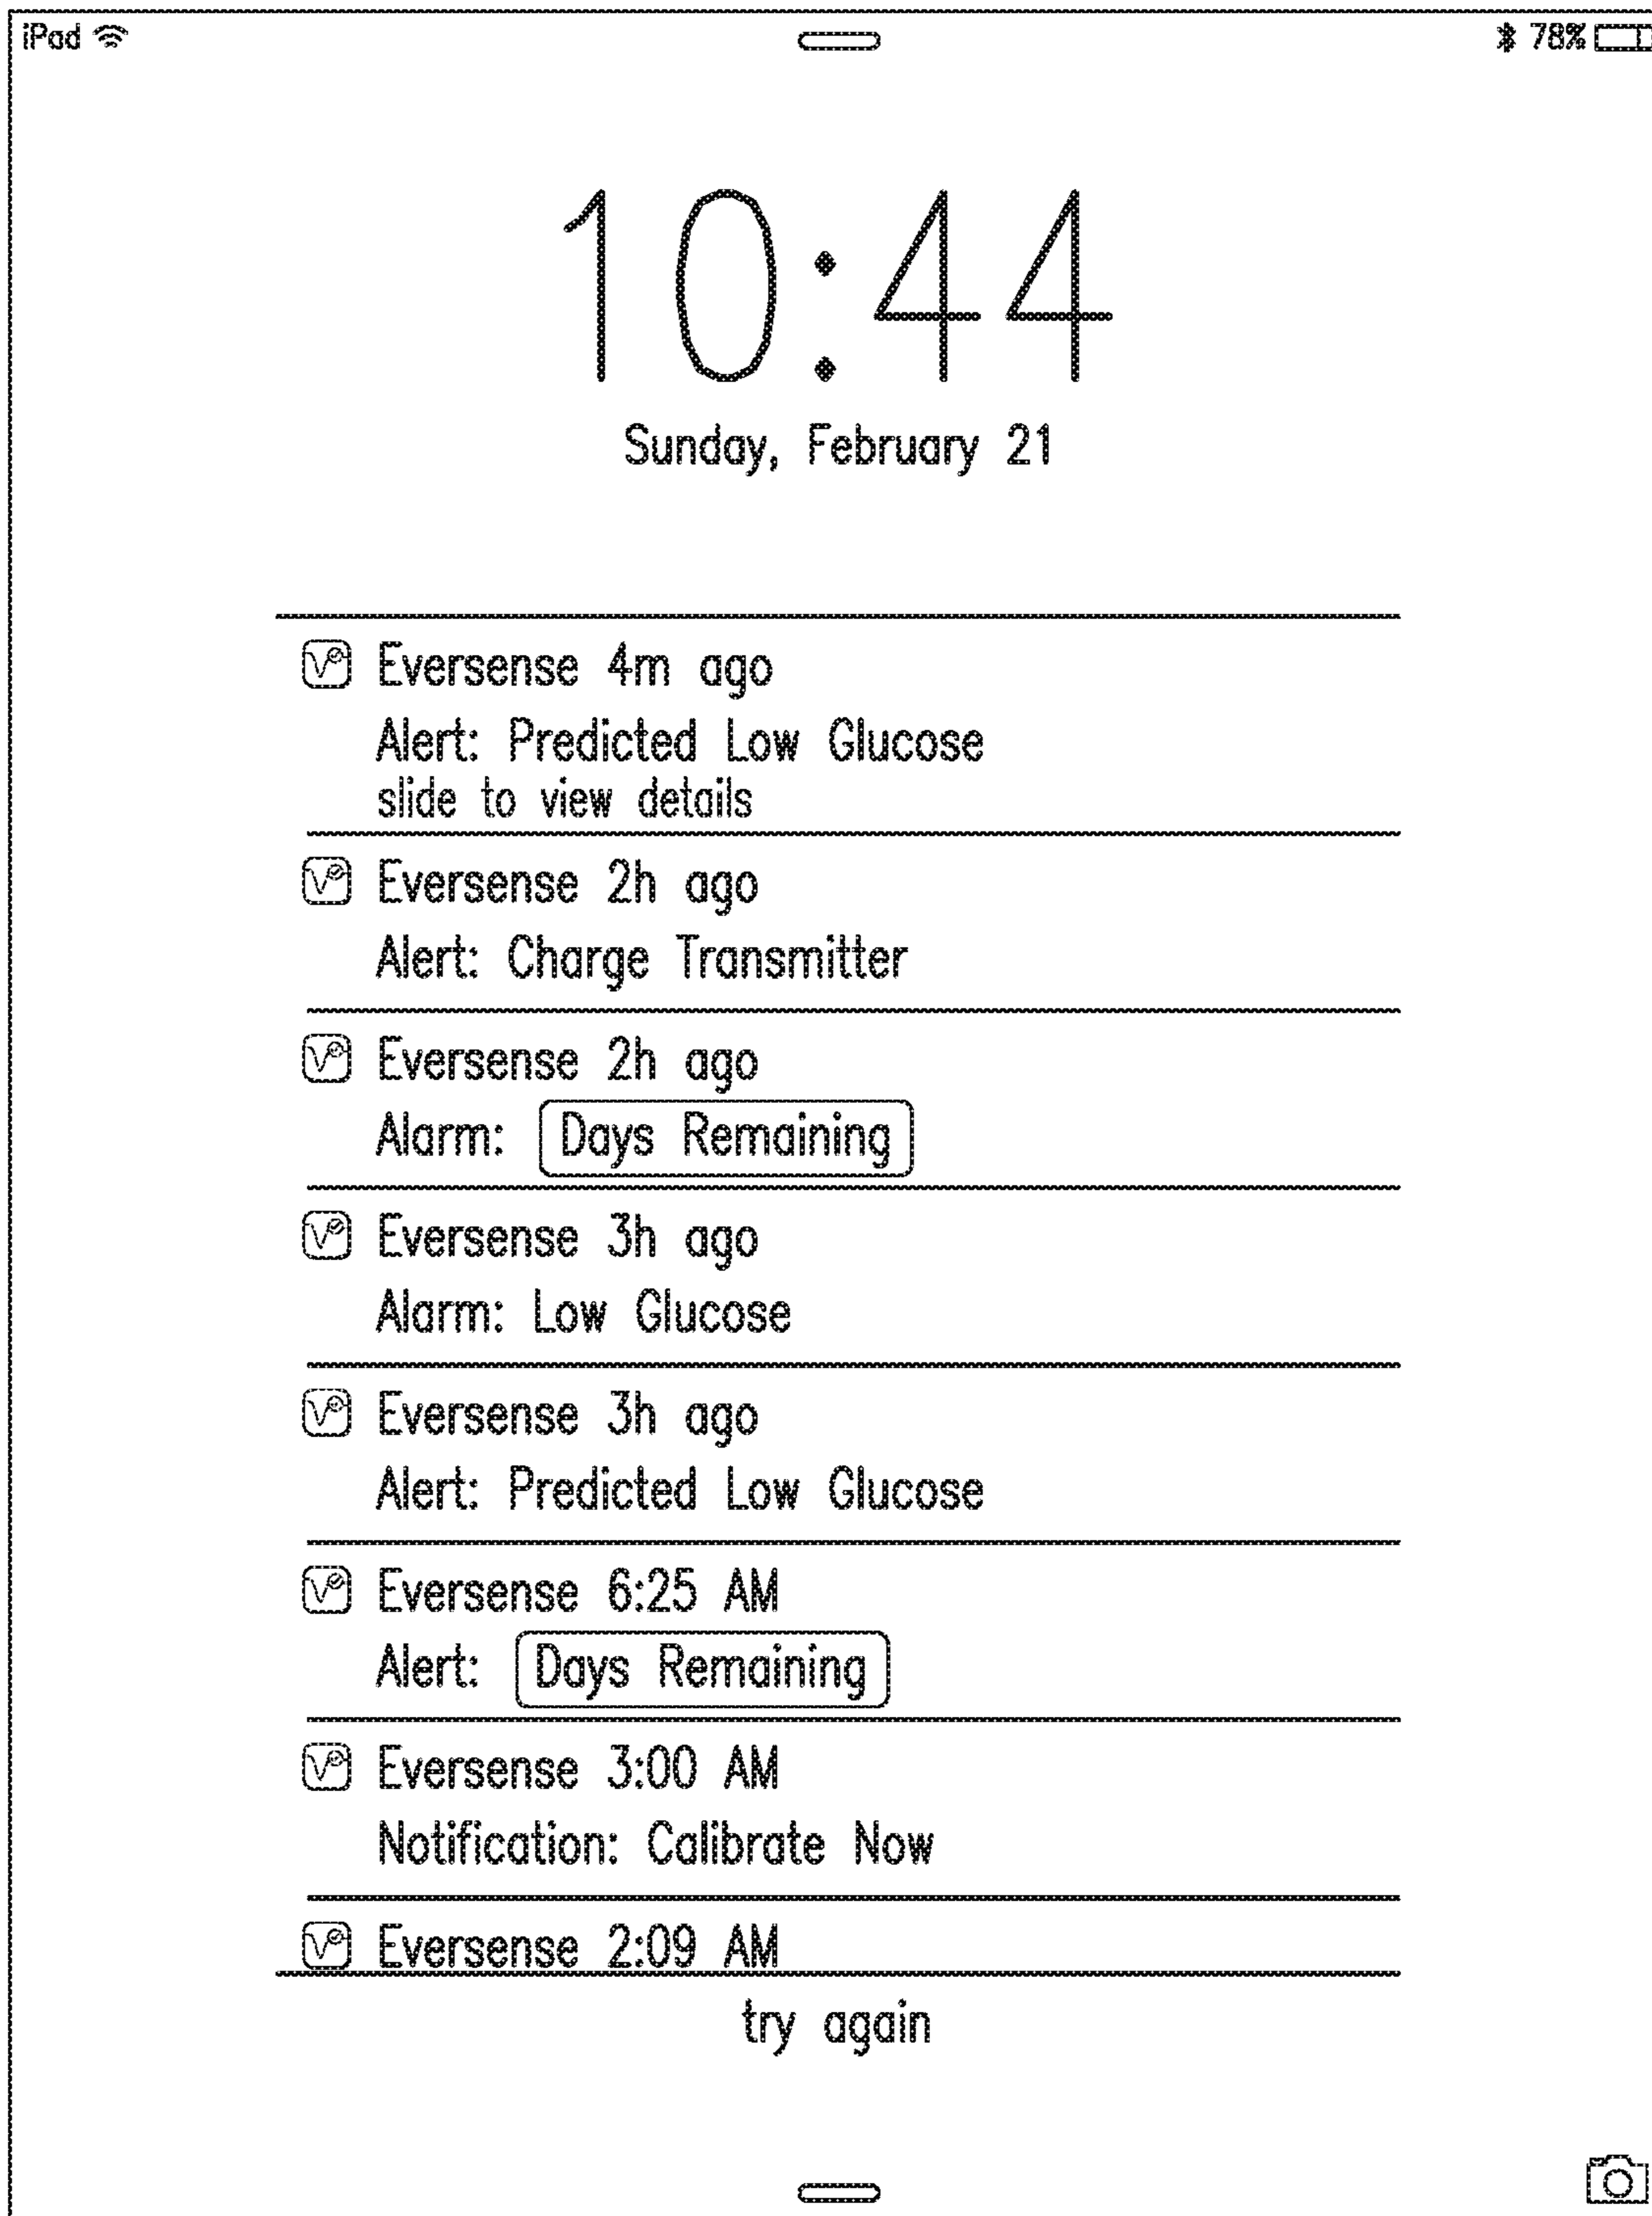 iPad 78%
10:44
Sunday, February 21
Eversense 4m ago
Alert: Predicted Low Glucose
slide to view details
Eversense 2h ago
Alert: Charge Transmitter
Eversense 2h ago
Alarm: Days Remaining
Eversense 3h ago
Alarm: Low Glucose
Eversense 3h ago
Alert: Predicted Low Glucose
Eversense 6:25 AM
Alert: Days Remaining
Eversense 3:00 AM
Notification: Calibrate Now
Eversense 2:09 AM
try again